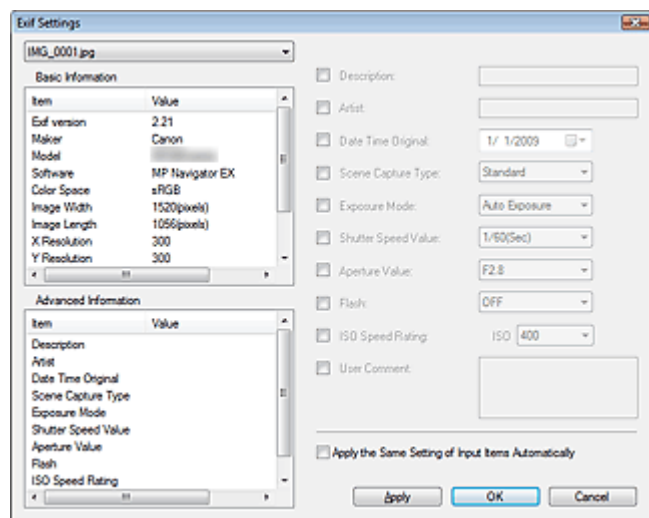 Exif Settings
IMG_0001.jpg
Basic Information
Item Value
Exif version 2.21
Maker Canon
Model
Software MP Navigator EX
Color Space sRGB
Image Width 1520(pixels)
Image Length 1056(pixels)
X Resolution 300
Y Resolution 300
Advanced Information
Item Value
Description
Artist
Date Time Original
Scene Capture Type
Exposure Mode
Shutter Speed Value
Aperture Value
Flash
ISO Speed Rating
Description:
Artist:
Date Time Original: 1/ 1/2009
Scene Capture Type: Standard
Exposure Mode: Auto Exposure
Shutter Speed Value: 1/60(Sec)
Aperture Value: F2.8
Flash: OFF
ISO Speed Rating: ISO 400
User Comment:
Apply the Same Setting of Input Items Automatically
Apply OK Cancel